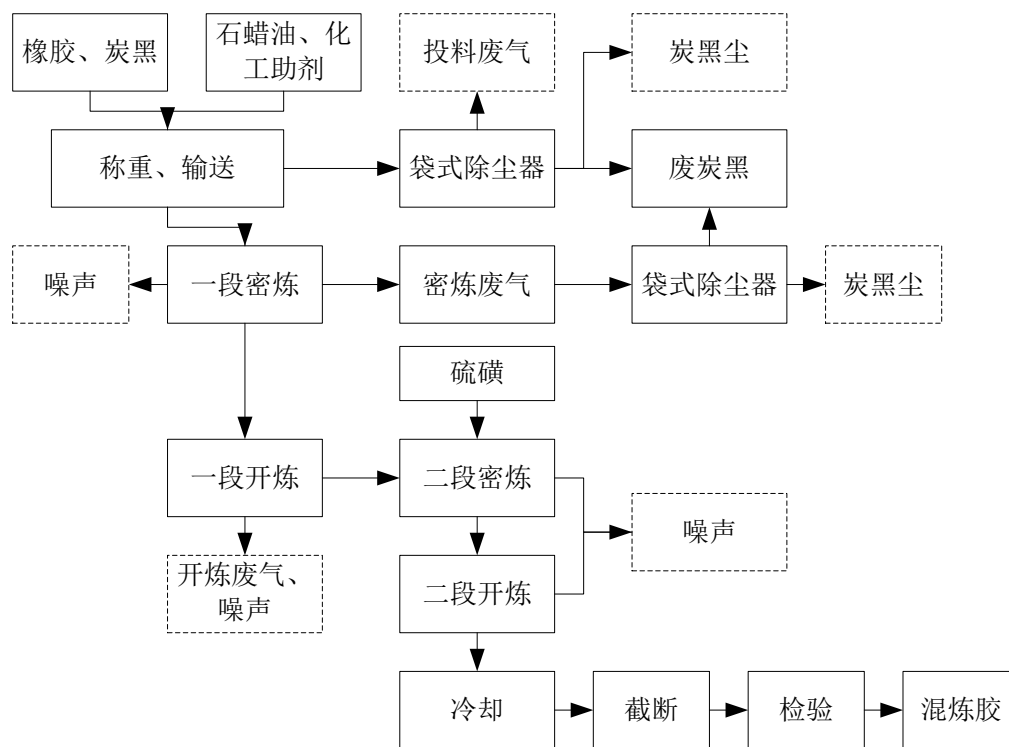 橡胶、炭黑
石蜡油、化
工助剂
投料废气
炭黑尘
称重、输送
袋式除尘器
废炭黑
噪声
一段密炼
密炼废气
袋式除尘器
炭黑尘
硫磺
一段开炼
二段密炼
噪声
开炼废气、
噪声
二段开炼
冷却
截断
检验
混炼胶